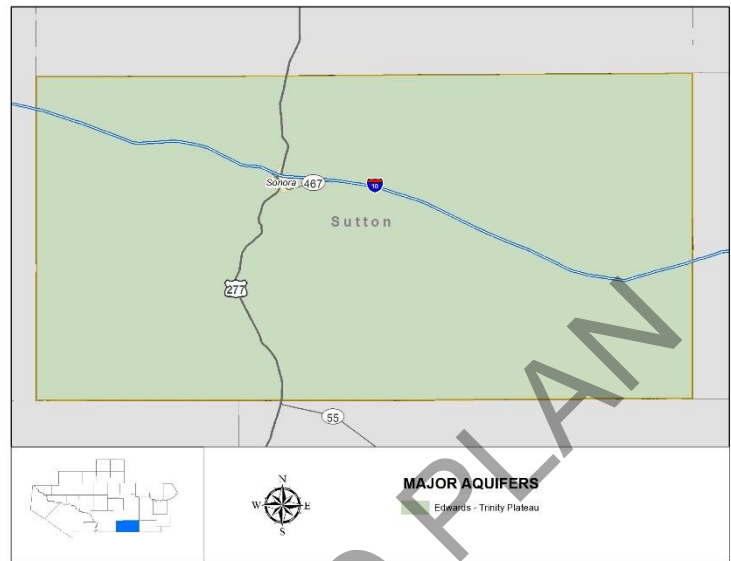 Sonora
467
10
Sutton
277
55
N
W
E
S
MAJOR AQUIFERS
Edwards - Trinity Plateau
PLAN